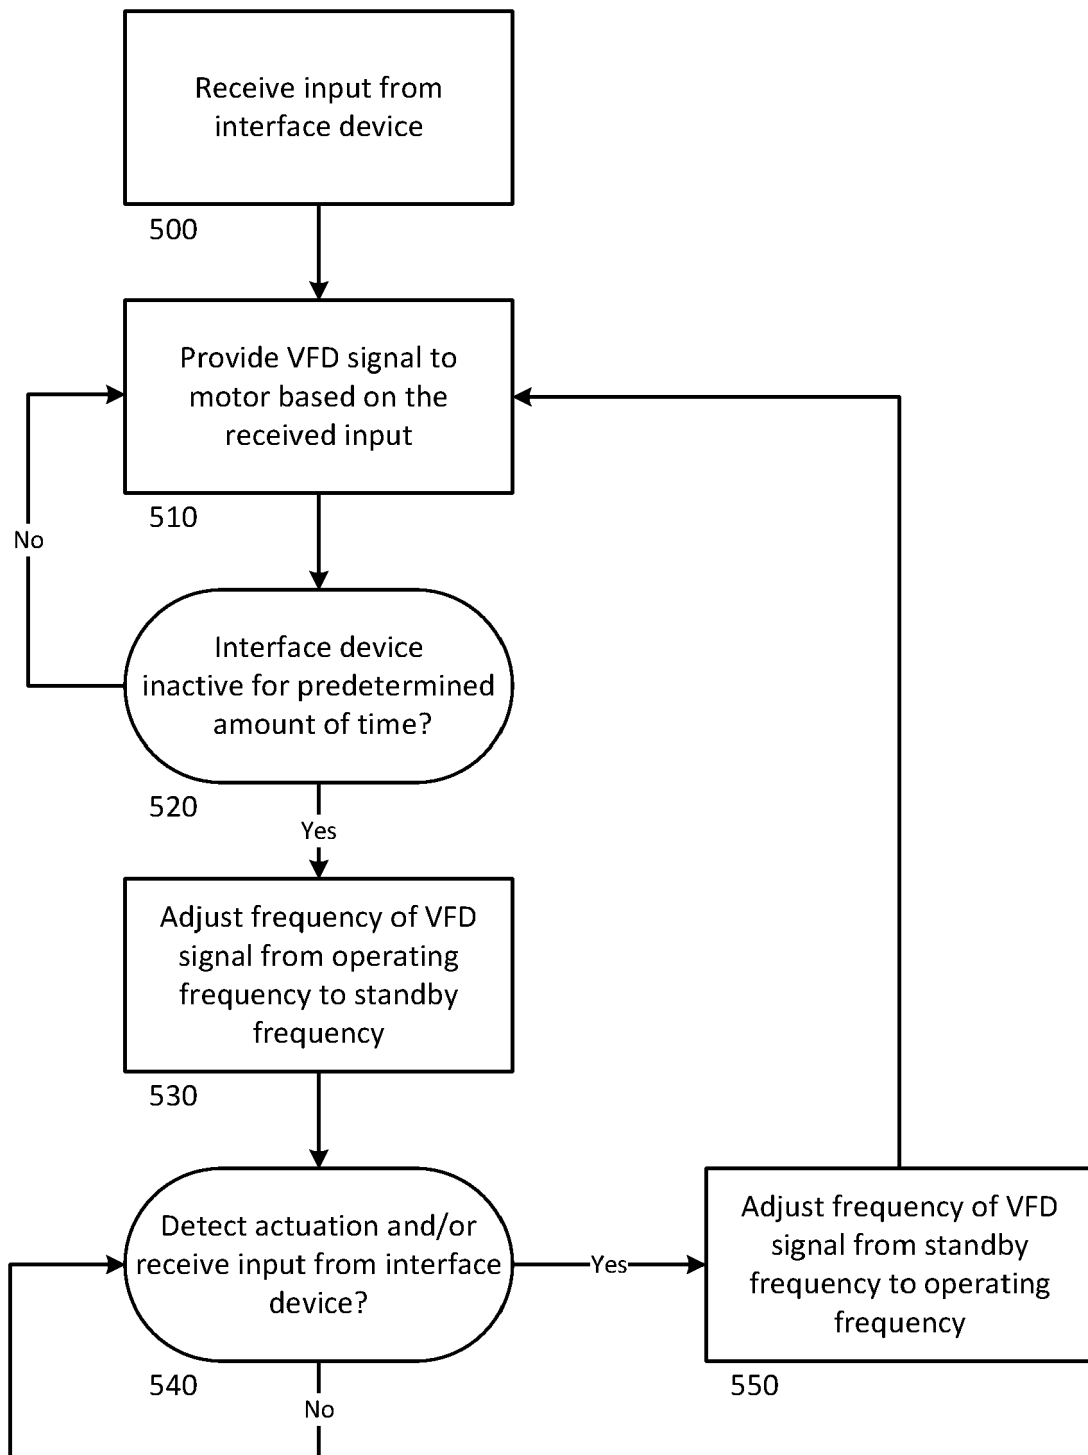 Receive input from
interface device
500
Provide VFD signal to
motor based on the
received input
510
No
Interface device
inactive for predetermined
amount of time?
520
Yes
Adjust frequency of VFD
signal from operating
frequency to standby
frequency
530
Detect actuation and/or
receive input from interface
device?
540
No
Yes
Adjust frequency of VFD
signal from standby
frequency to operating
frequency
550